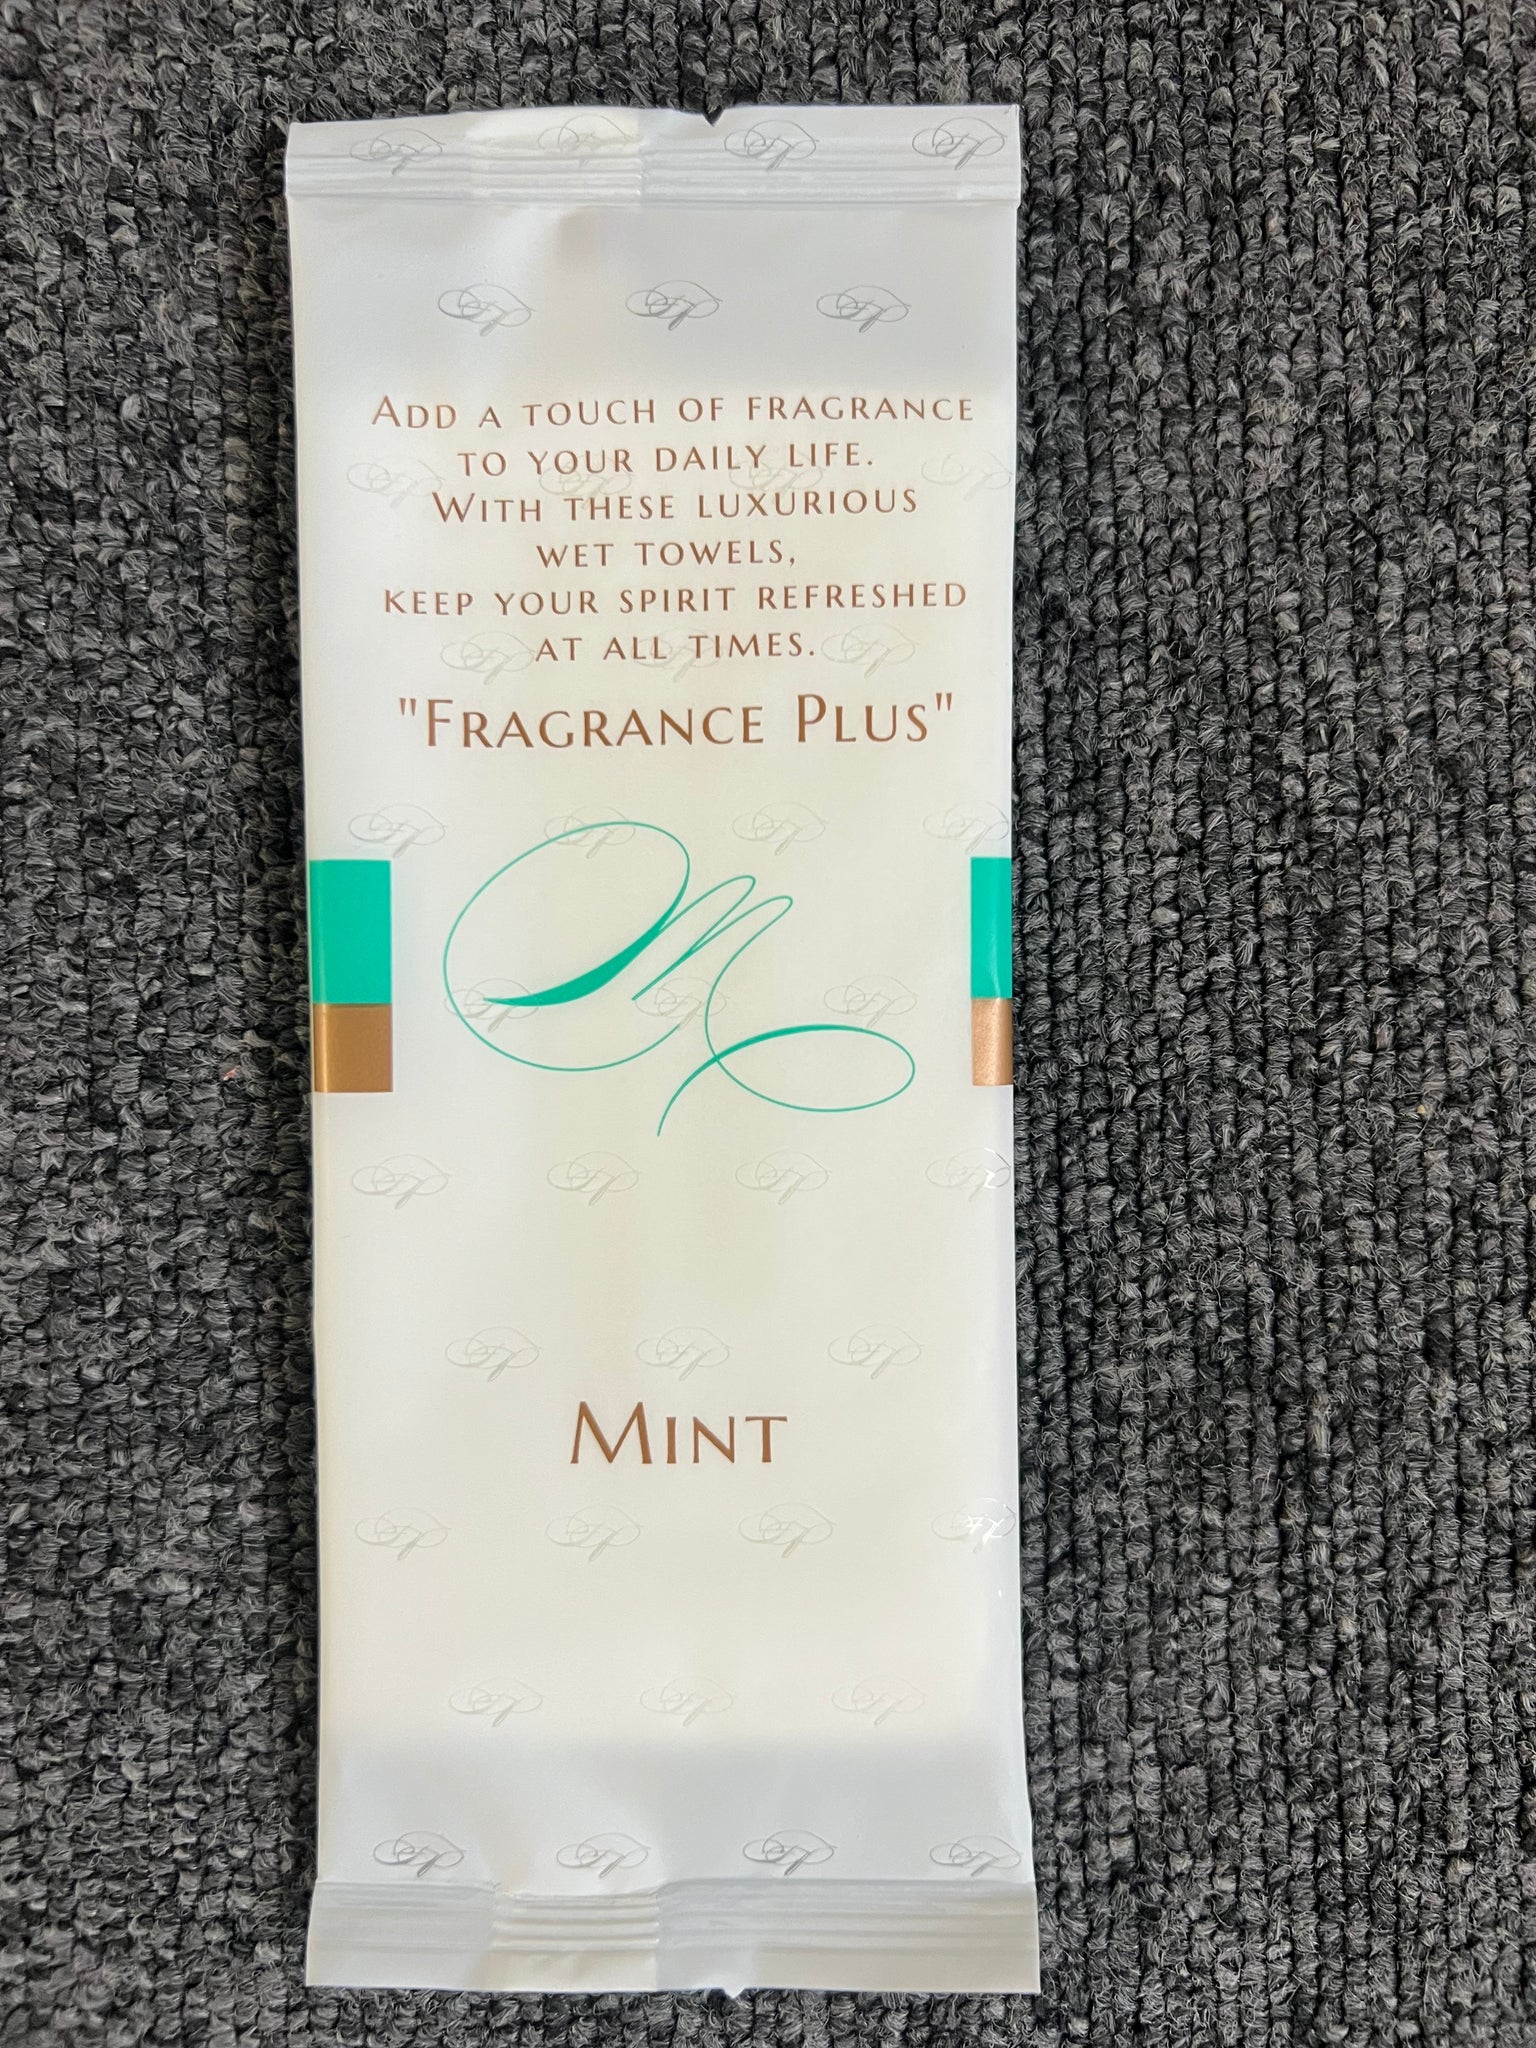 ADD A TOUCH OF FRAGRANCE
TO YOUR DAILY LIFE.
WITH THESE LUXURIOUS
WET TOWELS,
KEEP YOUR SPIRIT REFRESHED
AT ALL TIMES.
"FRAGRANCE PLUS"
M
MINT